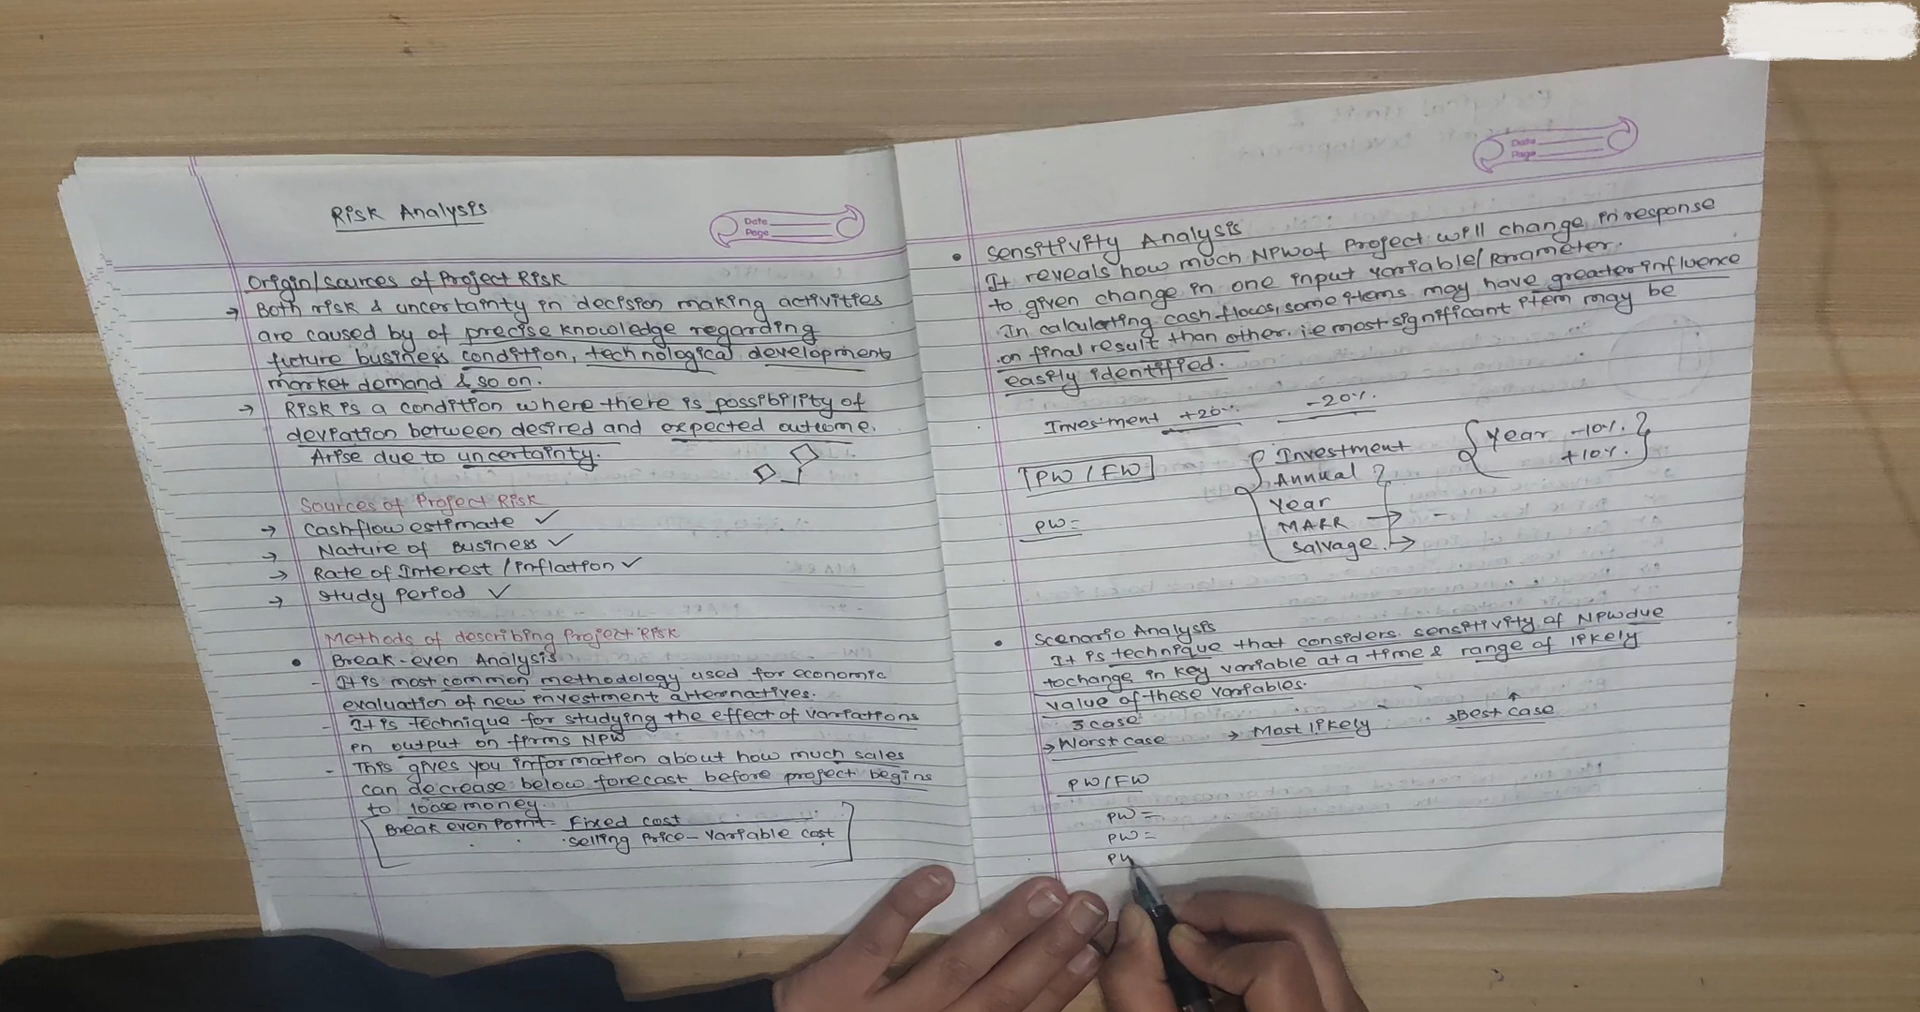 Risk Analysis
Date
Page
Origin/sources of Project Risk
→ Both risk & uncertainty in decision making activities
are caused by of precise knowledge regarding
future business condition, technological development
market demand & so on.
→ Risk is a condition where there is possibility of
deviation between desired and expected outcome.
Arise due to uncertainty.
Sources of Project Risk
→ Cashflow estimate ✓
→ Nature of Business ✓
→ Rate of Interest / inflation ✓
→ Study period ✓
Methods of describing Project Risk
• Break-even Analysis
- It is most common methodology used for economic
evaluation of new investment alternatives.
- It is technique for studying the effect of variations
in output on firms NPW
- This gives you information about how much sales
can decrease below forecast before project begins
to loose money.
Break even Point = Fixed cost
selling Price - Variable cost
Date
Page
• Sensitivity Analysis
It reveals how much NPW of Project will change in response
to given change in one input variable/Parameter.
In calculating cash flows, some items may have greater influence
on final result than other. i.e most significant item may be
easily identified.
Investment +20% -20%
PW / FW
PW =
Investment
Annual
Year
MARR → -
Salvage →
Year -10%
+10%
• Scenario Analysis
It is technique that considers sensitivity of NPW due
to change in key variable at a time & range of likely
value of these variables.
3 case
→ Worst case → Most likely → Best case
PW / FW
PW =
PW =
PW